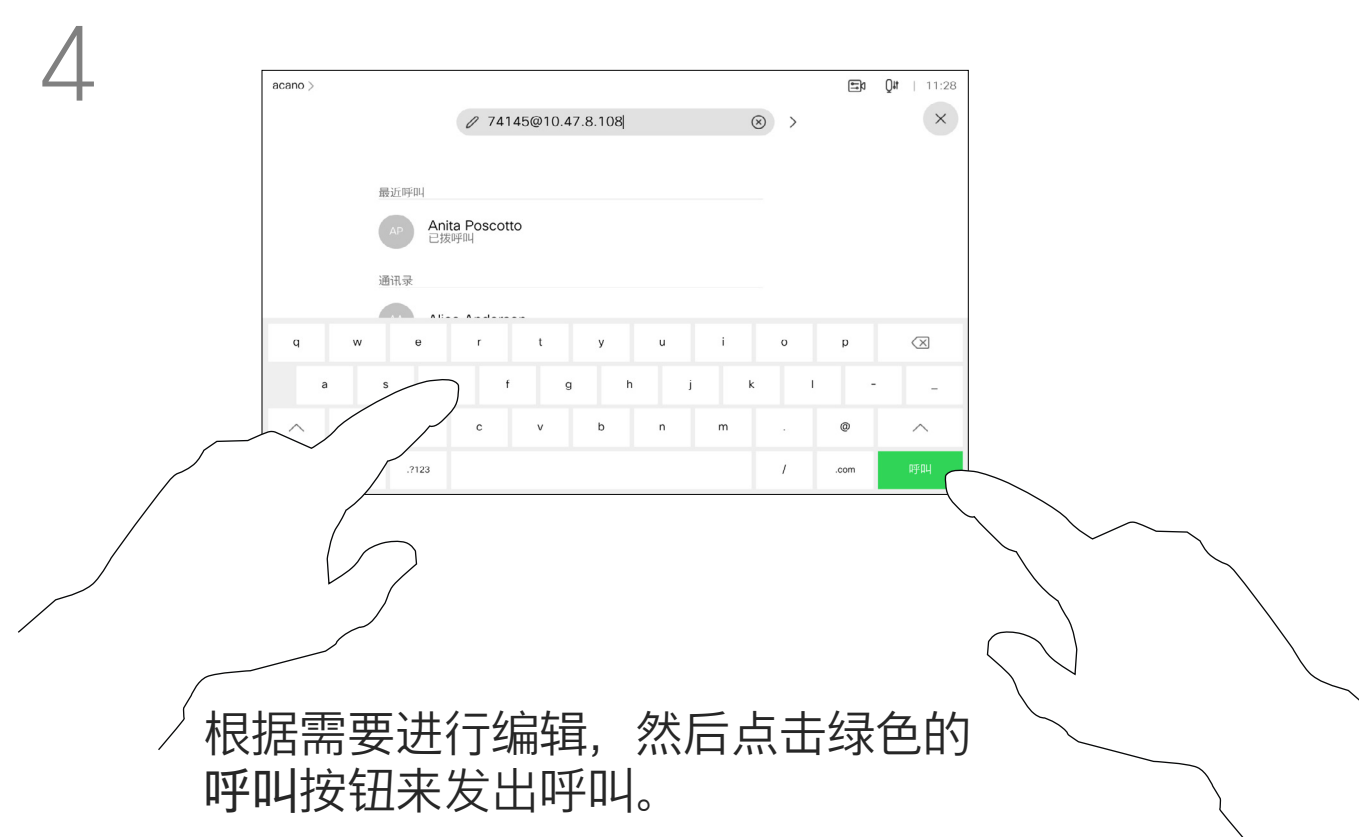 4
acano >
11:28
74145@10.47.8.108
最近呼叫
AP Anita Poscotto
已拨呼叫
通讯录
q w e r t y u i o p
a s f g h j k l - _
c v b n m . @
.?123 / .com 呼叫
根据需要进行编辑，然后点击绿色的
呼叫按钮来发出呼叫。